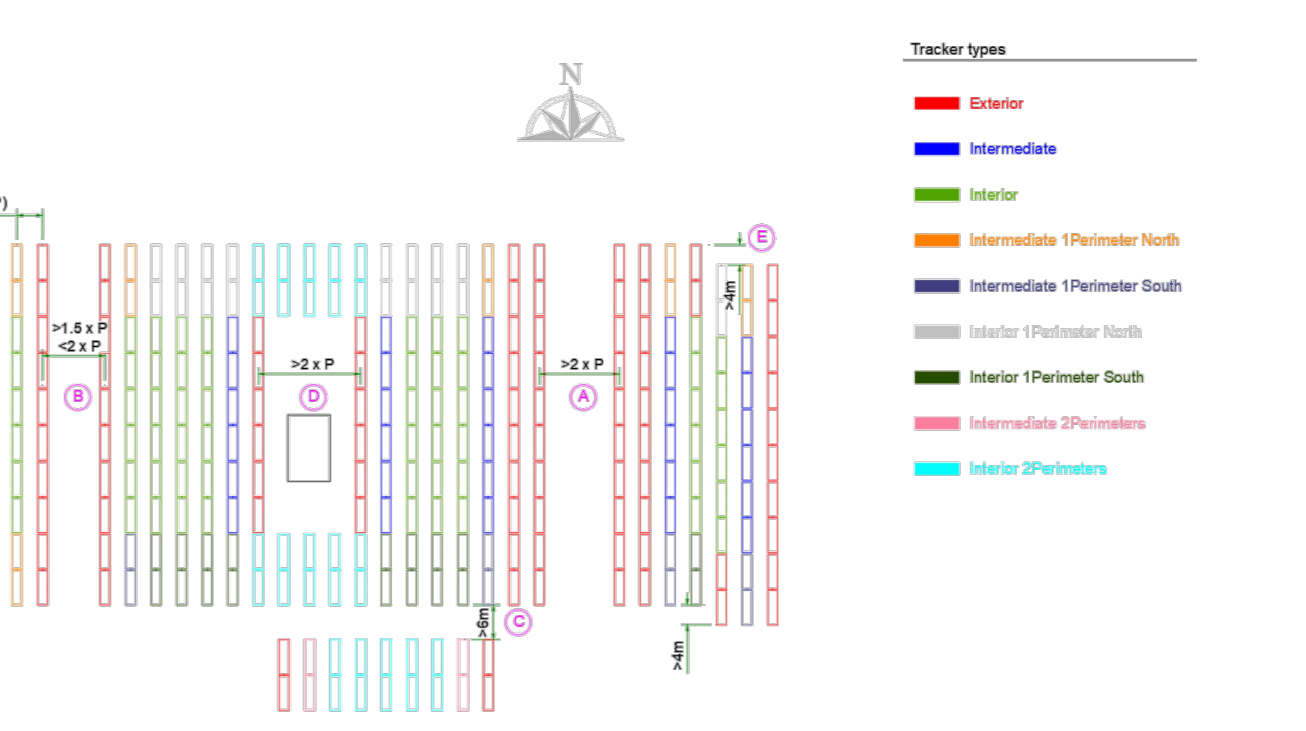 Tracker types
N
Exterior
Intermediate
Interior
')
E
Intermediate 1Perimeter North
>4m
Intermediate 1Perimeter South
>1.5 x P
<2 x P
Interior 1Perimeter North
>2 x P
>2 x P
B
D
A
Interior 1Perimeter South
Intermediate 2Perimeters
Interior 2Perimeters
>6m
C
>4m